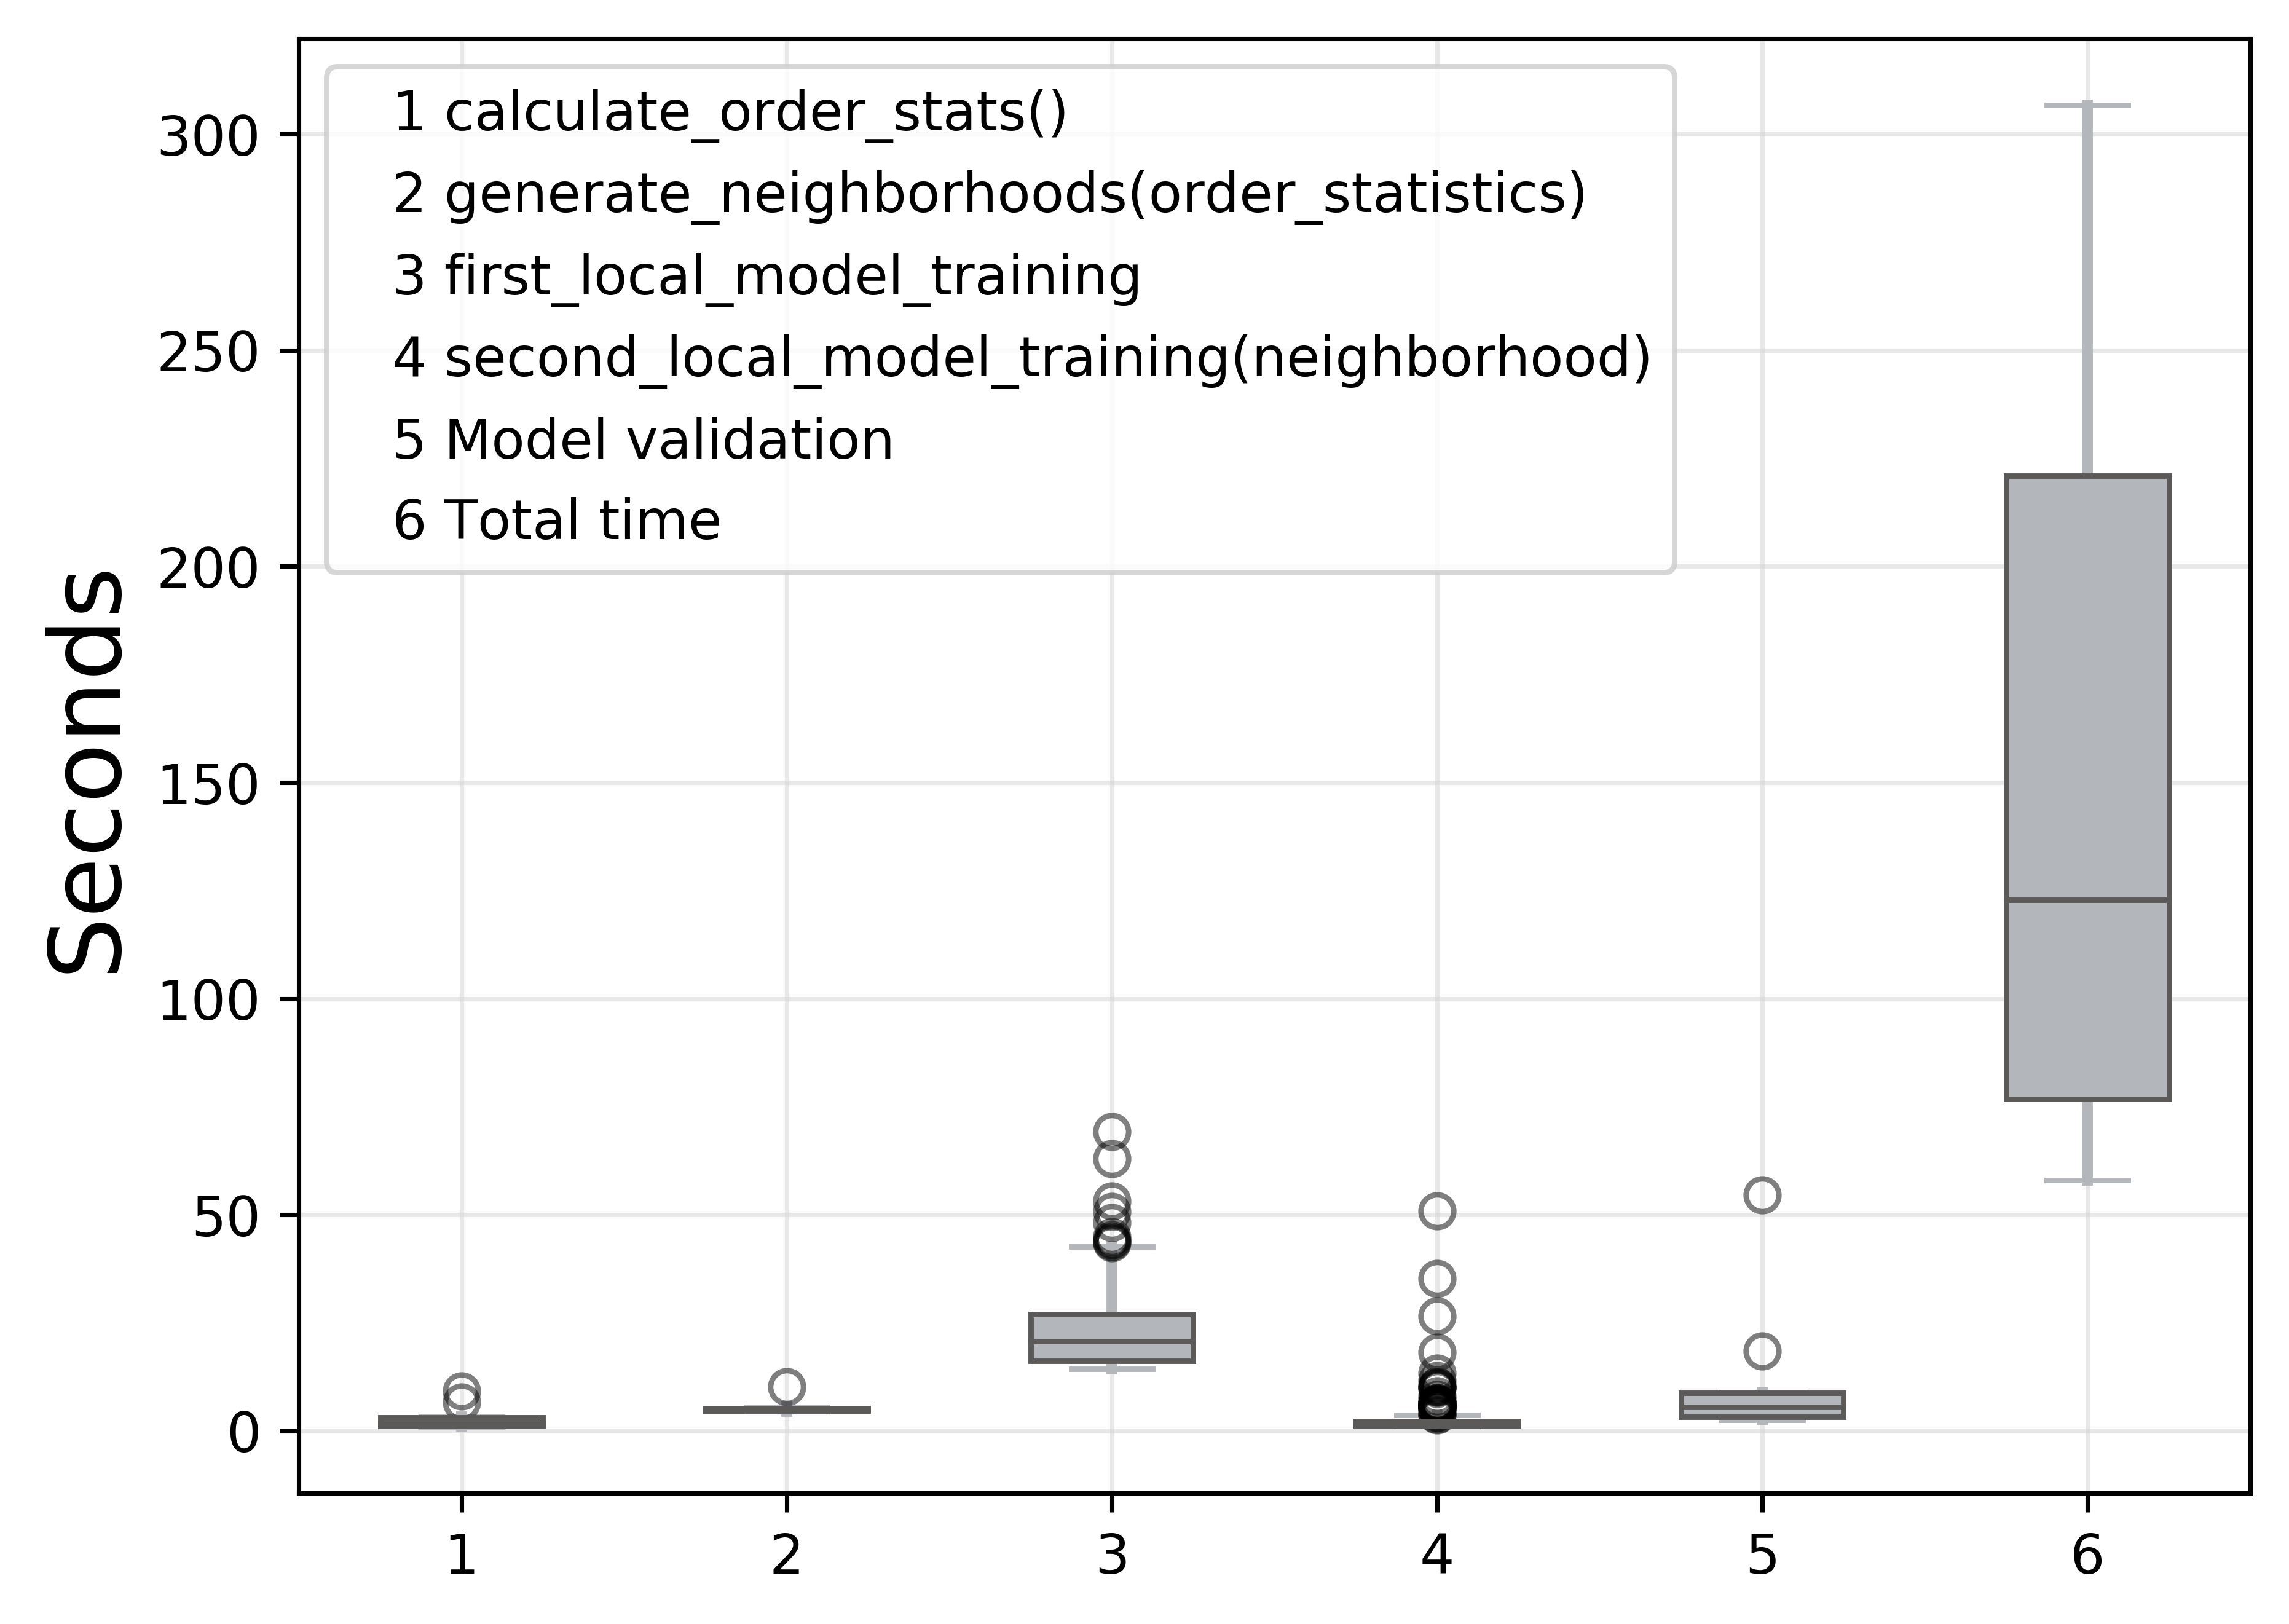 1 calculate_order_stats()
2 generate_neighborhoods(order_statistics)
3 first_local_model_training
4 second_local_model_training(neighborhood)
5 Model validation
6 Total time
Seconds
300
250
200
150
100
50
0
1 2 3 4 5 6